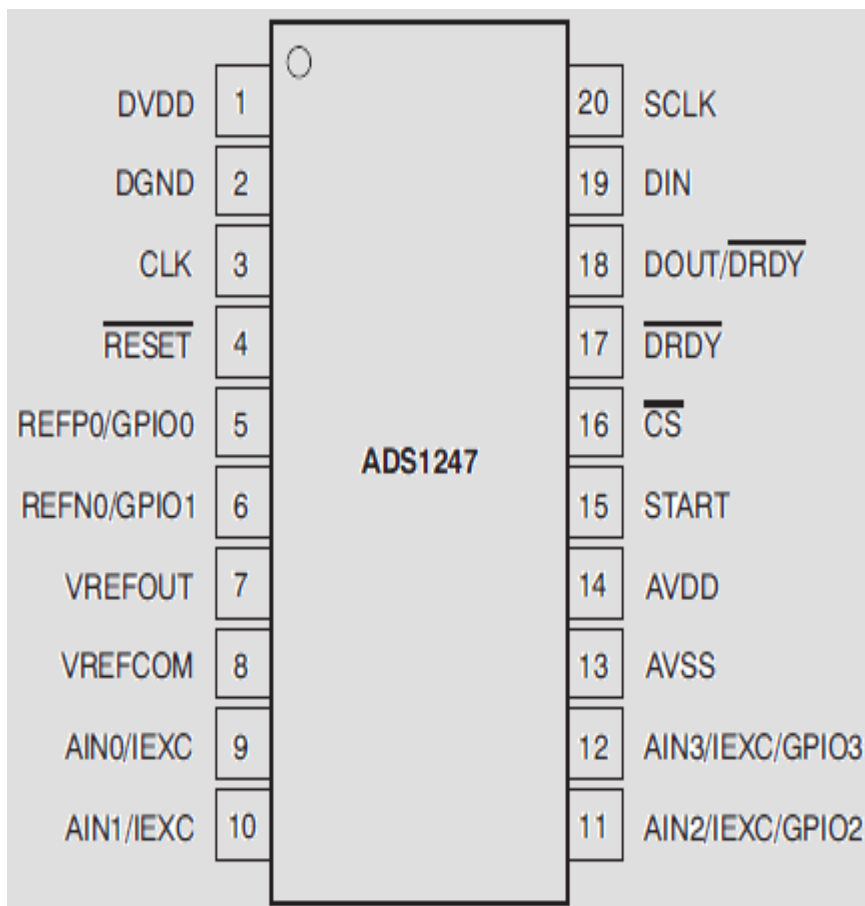 DVDD 1 20 SCLK
DGND 2 19 DIN
CLK 3 18 DOUT/DRDY
RESET 4 17 DRDY
REFP0/GPIO0 5 16 CS
ADS1247
REFN0/GPIO1 6 15 START
VREFOUT 7 14 AVDD
VREFCOM 8 13 AVSS
AIN0/IEXC 9 12 AIN3/IEXC/GPIO3
AIN1/IEXC 10 11 AIN2/IEXC/GPIO2